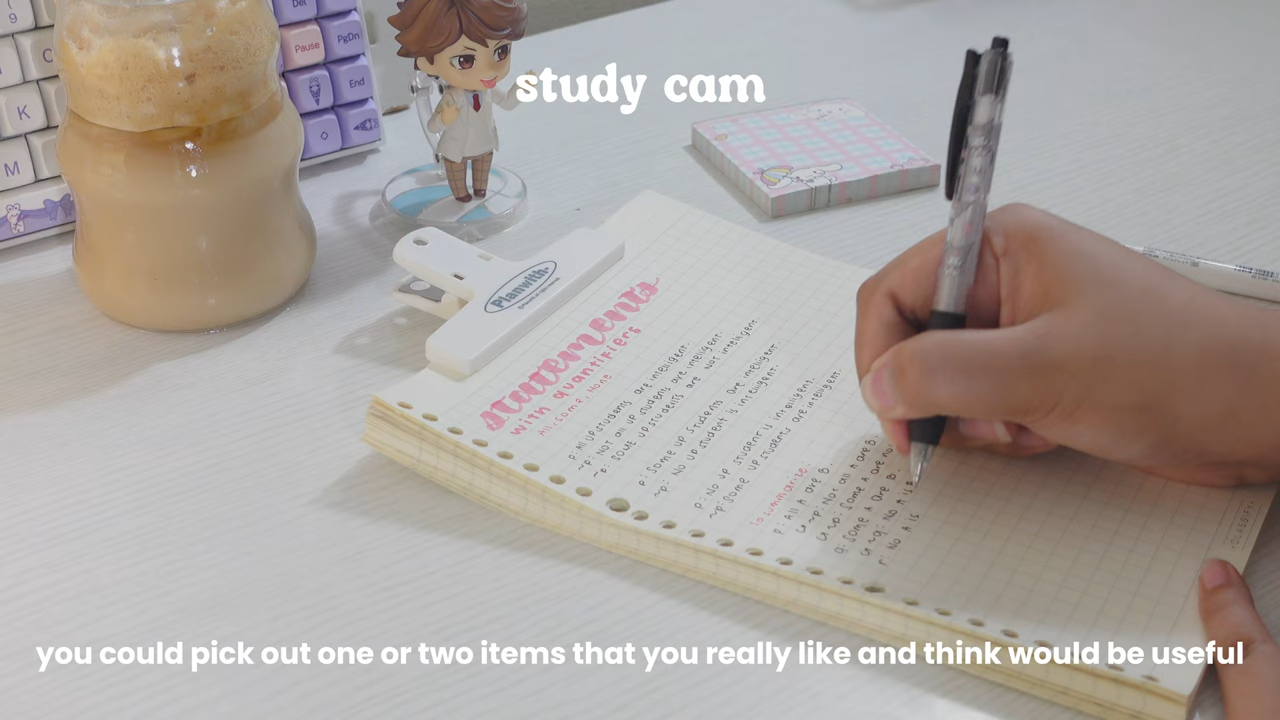 study cam
Del
Pause
PgDn
End
C
K
M
Planwith
statements
with quantifiers
All, some, None
p: All UP students are intelligent.
~p: NOT all UP students are intelligent.
~p: SOME UP students are NOT intelligent
p: Some UP students are intelligent.
~p: No UP student is intelligent.
p: No UP student is intelligent.
~p: Some UP students are intelligent.
to summarize:
p: All A are B.
~p: Not all A are B.
~p: Some A are not
q: Some A are B.
~q: No A is B
r: No A is
CLASSIFY
you could pick out one or two items that you really like and think would be useful